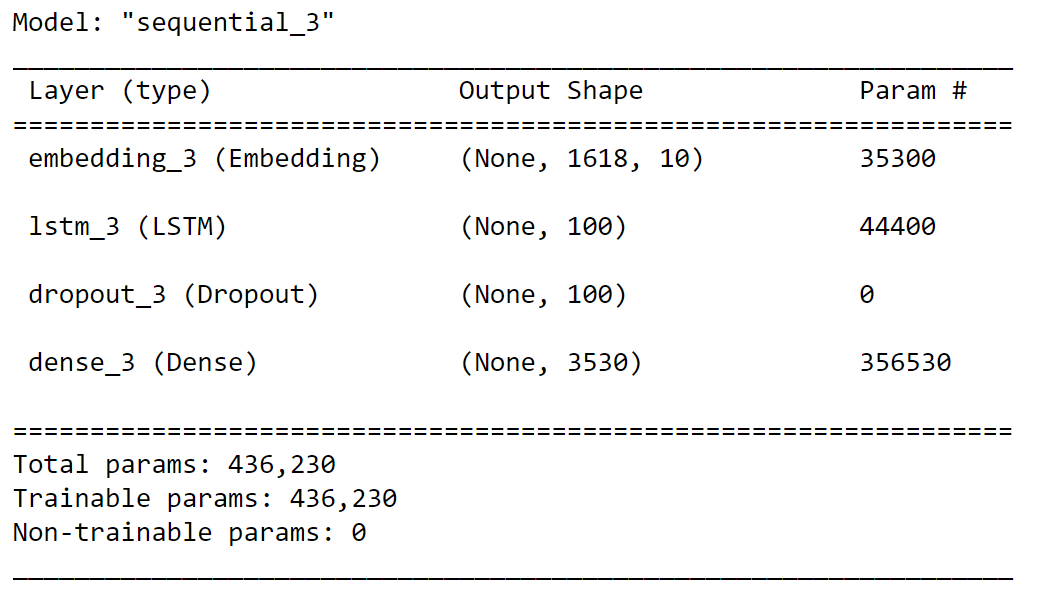 Model: "sequential_3"
_________________________________________________________________
Layer (type) Output Shape Param #
=================================================================
embedding_3 (Embedding) (None, 1618, 10) 35300
lstm_3 (LSTM) (None, 100) 44400
dropout_3 (Dropout) (None, 100) 0
dense_3 (Dense) (None, 3530) 356530
=================================================================
Total params: 436,230
Trainable params: 436,230
Non-trainable params: 0
_________________________________________________________________